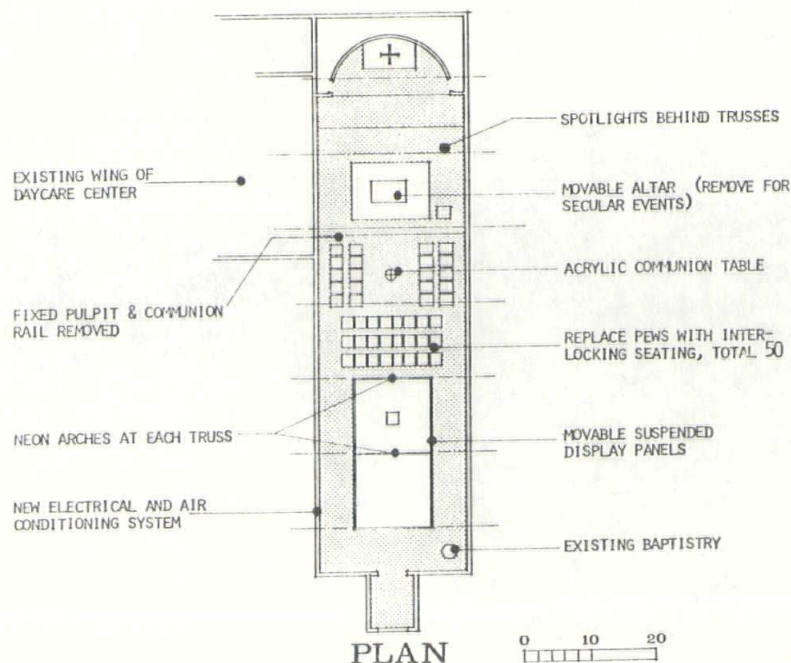 SPOTLIGHTS BEHIND TRUSSES
EXISTING WING OF
DAYCARE CENTER
MOVABLE ALTAR (REMOVE FOR
SECULAR EVENTS)
ACRYLIC COMMUNION TABLE
FIXED PULPIT & COMMUNION
RAIL REMOVED
REPLACE PEWS WITH INTER-
LOCKING SEATING, TOTAL 50
NEON ARCHES AT EACH TRUSS
MOVABLE SUSPENDED
DISPLAY PANELS
NEW ELECTRICAL AND AIR
CONDITIONING SYSTEM
EXISTING BAPTISTRY
PLAN
0 10 20